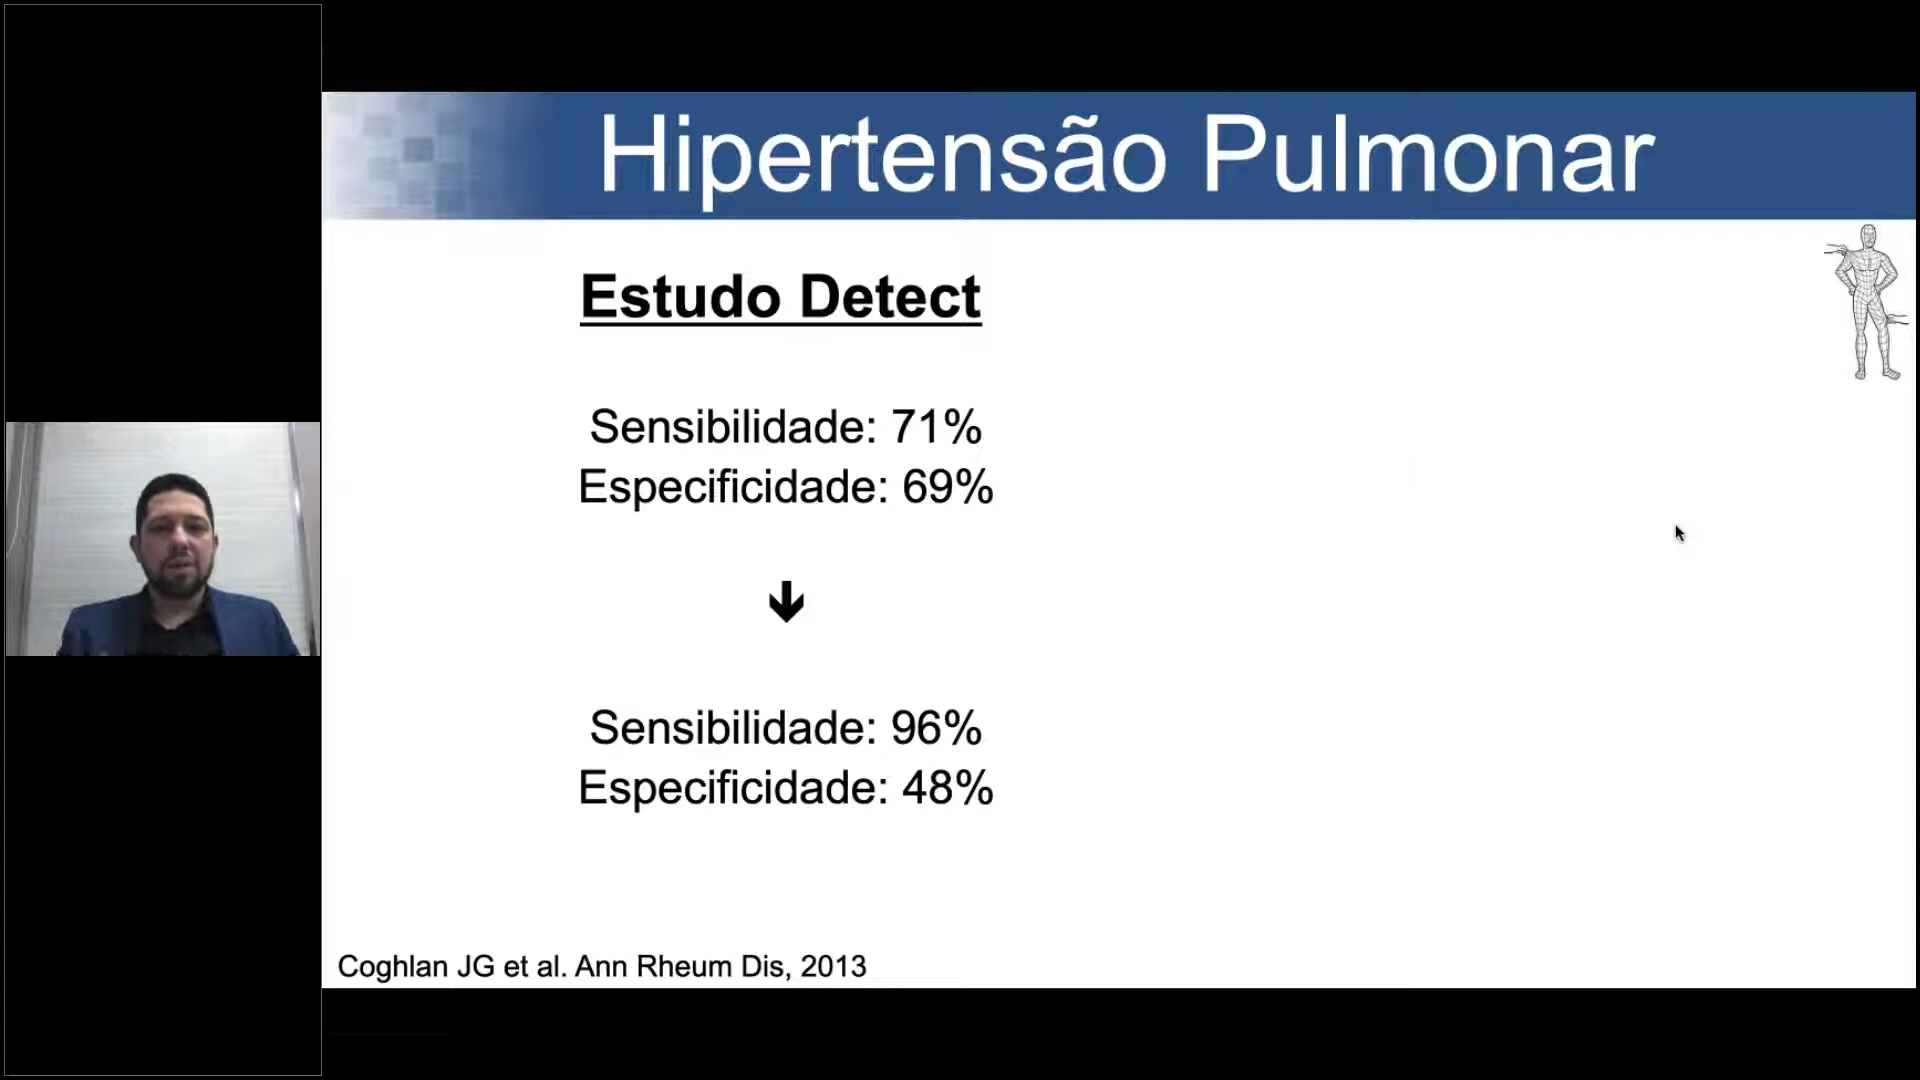 Hipertensão Pulmonar
Estudo Detect
Sensibilidade: 71%
Especificidade: 69%
Sensibilidade: 96%
Especificidade: 48%
Coghlan JG et al. Ann Rheum Dis, 2013